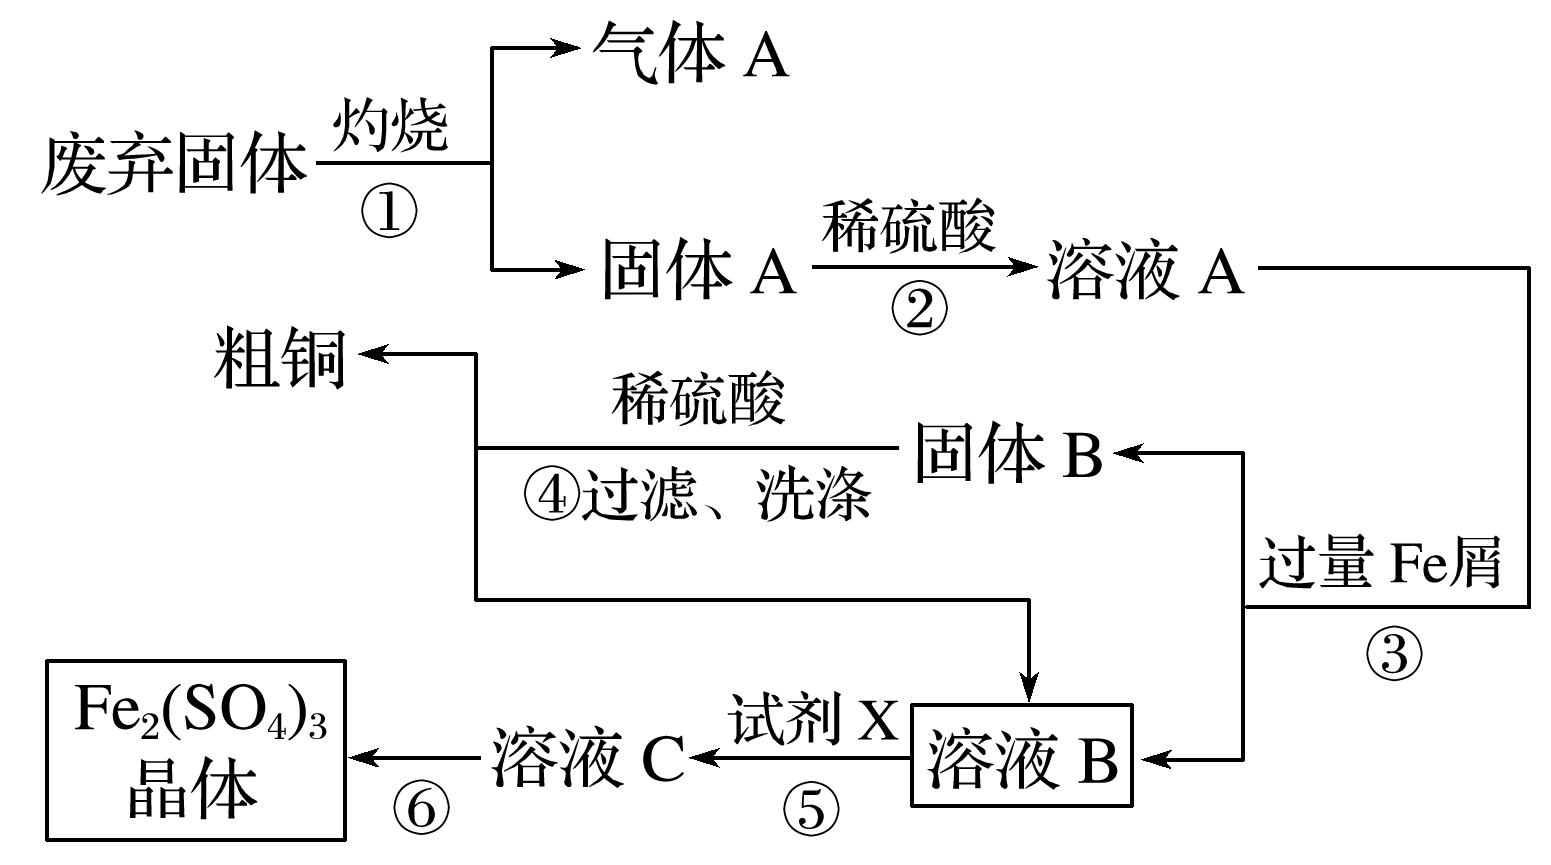 气体 A
灼烧
废弃固体
①
稀硫酸
固体 A
溶液 A
②
粗铜
稀硫酸
固体 B
④过滤、洗涤
过量 Fe屑
③
Fe₂(SO₄)₃
晶体
试剂 X
溶液 C
溶液 B
⑥
⑤